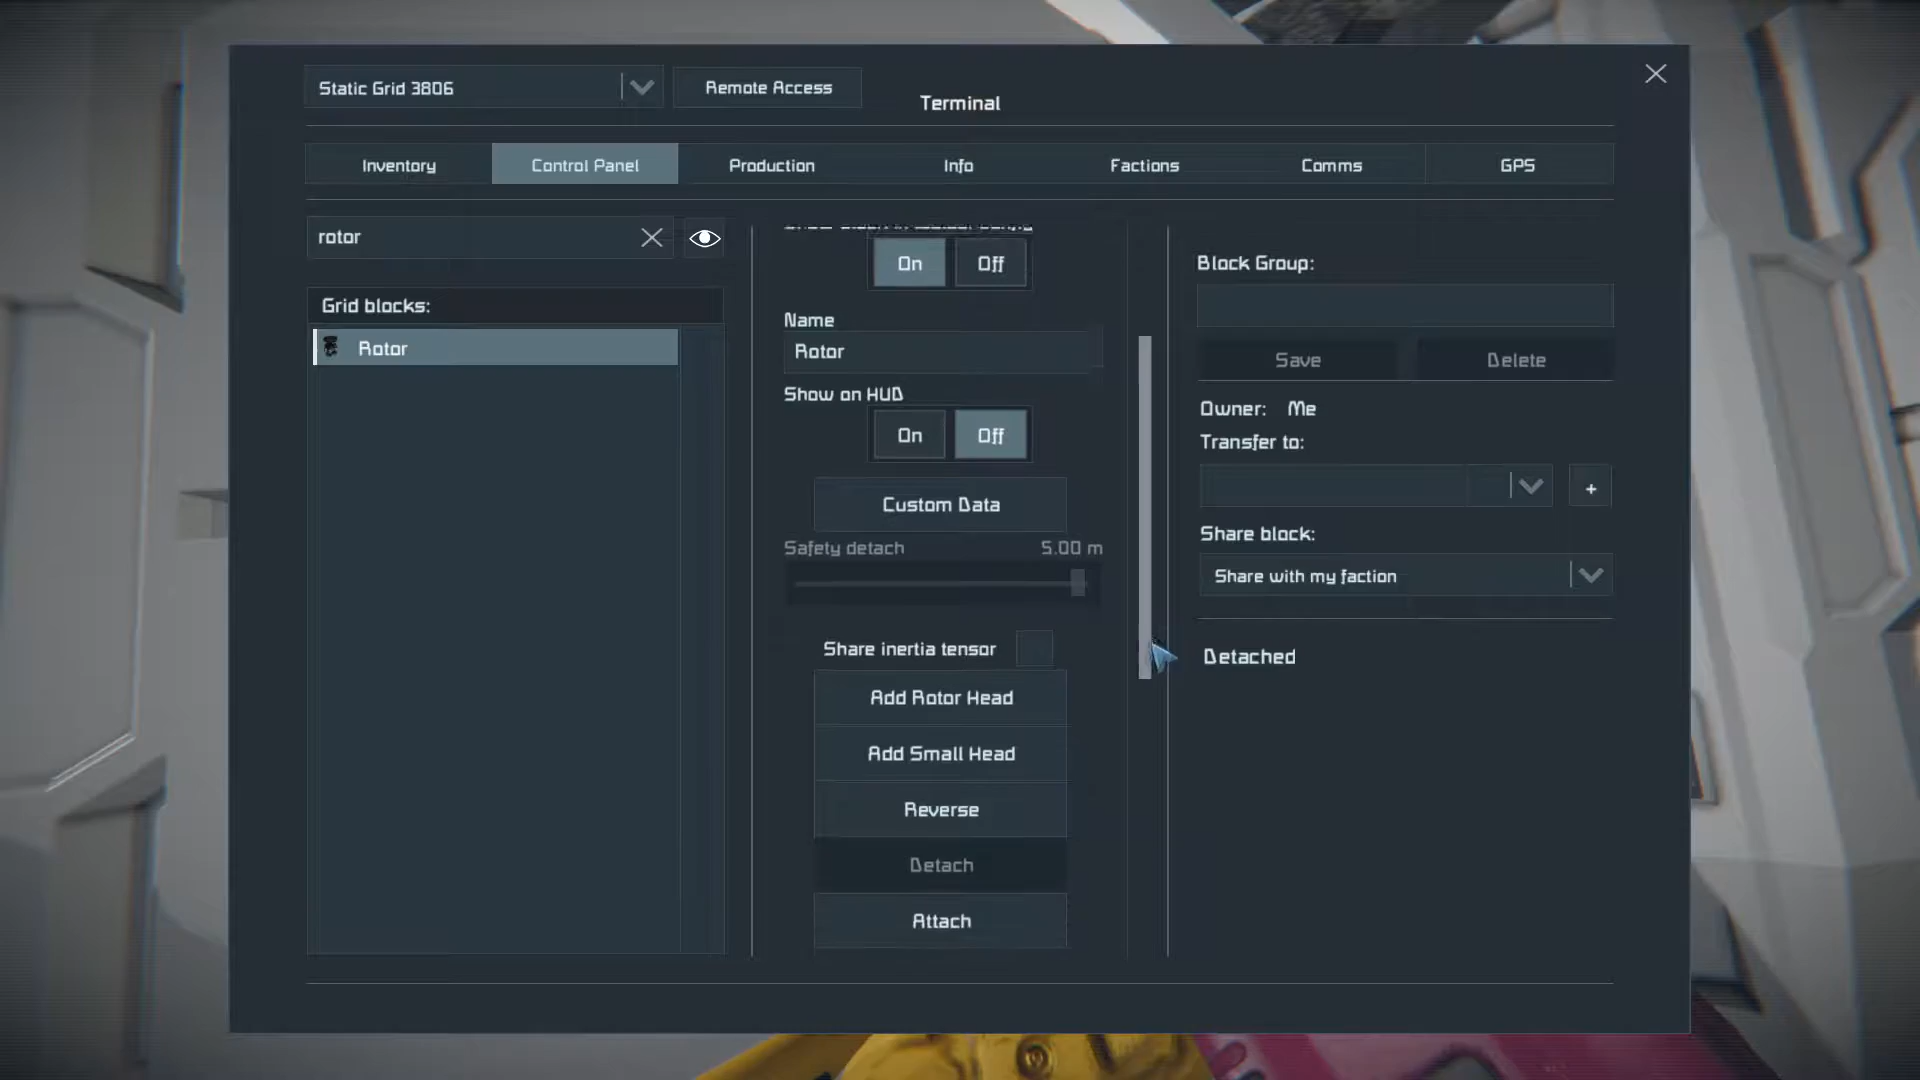 Static Grid 3806
Remote Access
Terminal
Inventory
Control Panel
Production
Info
Factions
Comms
GPS
rotor
Grid blocks:
Rotor
On
Off
Name
Rotor
Show on HUD
On
Off
Custom Data
Safety detach
5.00 m
Share inertia tensor
Add Rotor Head
Add Small Head
Reverse
Detach
Attach
Block Group:
Save
Delete
Owner: Me
Transfer to:
+
Share block:
Share with my faction
Detached